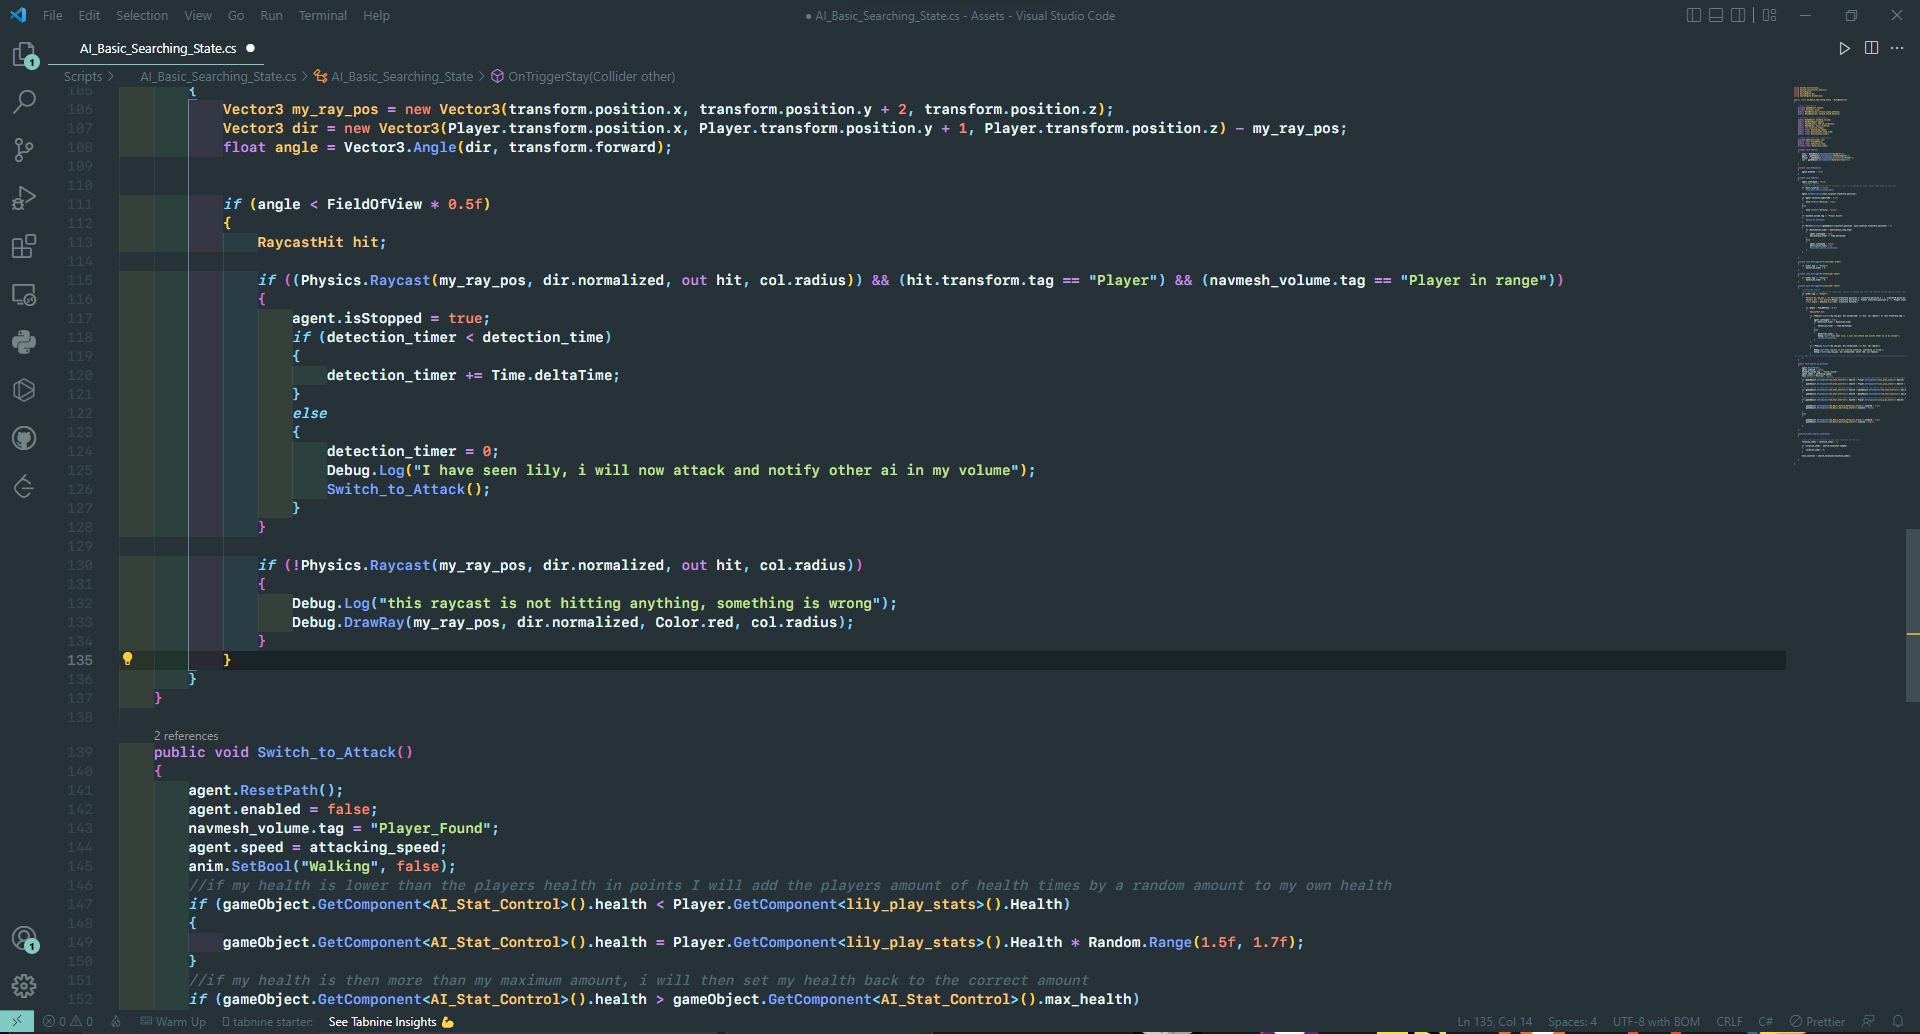 File Edit Selection View Go Run Terminal Help
● AI_Basic_Searching_State.cs - Assets - Visual Studio Code
AI_Basic_Searching_State.cs ●
Scripts > AI_Basic_Searching_State.cs > AI_Basic_Searching_State > OnTriggerStay(Collider other)
105 {
106 Vector3 my_ray_pos = new Vector3(transform.position.x, transform.position.y + 2, transform.position.z);
107 Vector3 dir = new Vector3(Player.transform.position.x, Player.transform.position.y + 1, Player.transform.position.z) - my_ray_pos;
108 float angle = Vector3.Angle(dir, transform.forward);
109
110
111 if (angle < FieldOfView * 0.5f)
112 {
113 RaycastHit hit;
114
115 if ((Physics.Raycast(my_ray_pos, dir.normalized, out hit, col.radius)) && (hit.transform.tag == "Player") && (navmesh_volume.tag == "Player in range"))
116 {
117 agent.isStopped = true;
118 if (detection_timer < detection_time)
119 {
120 detection_timer += Time.deltaTime;
121 }
122 else
123 {
124 detection_timer = 0;
125 Debug.Log("I have seen lily, i will now attack and notify other ai in my volume");
126 Switch_to_Attack();
127 }
128 }
129
130 if (!Physics.Raycast(my_ray_pos, dir.normalized, out hit, col.radius))
131 {
132 Debug.Log("this raycast is not hitting anything, something is wrong");
133 Debug.DrawRay(my_ray_pos, dir.normalized, Color.red, col.radius);
134 }
135 }
136 }
137 }
138
2 references
139 public void Switch_to_Attack()
140 {
141 agent.ResetPath();
142 agent.enabled = false;
143 navmesh_volume.tag = "Player_Found";
144 agent.speed = attacking_speed;
145 anim.SetBool("Walking", false);
146 //if my health is lower than the players health in points I will add the players amount of health times by a random amount to my own health
147 if (gameObject.GetComponent<AI_Stat_Control>().health < Player.GetComponent<lily_play_stats>().Health)
148 {
149 gameObject.GetComponent<AI_Stat_Control>().health = Player.GetComponent<lily_play_stats>().Health * Random.Range(1.5f, 1.7f);
150 }
151 //if my health is then more than my maximum amount, i will then set my health back to the correct amount
152 if (gameObject.GetComponent<AI_Stat_Control>().health > gameObject.GetComponent<AI_Stat_Control>().max_health)
1
1
0 0 Warm Up tabnine starter: See Tabnine Insights 💪 Ln 135, Col 14 Spaces: 4 UTF-8 with BOM CRLF C# Prettier